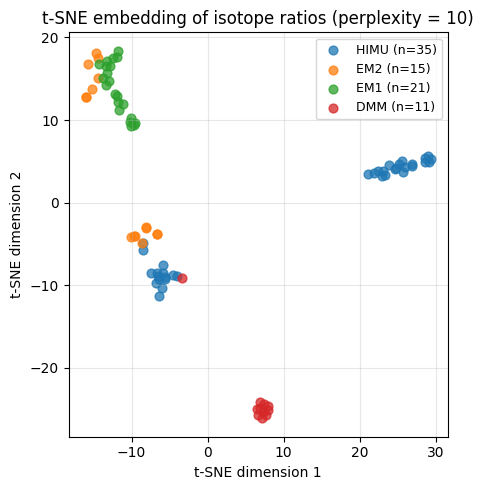 t-SNE embedding of isotope ratios (perplexity = 10)
HIMU (n=35)
EM2 (n=15)
EM1 (n=21)
DMM (n=11)
20
10
0
−10
−20
t-SNE dimension 2
−10
0
10
20
30
t-SNE dimension 1